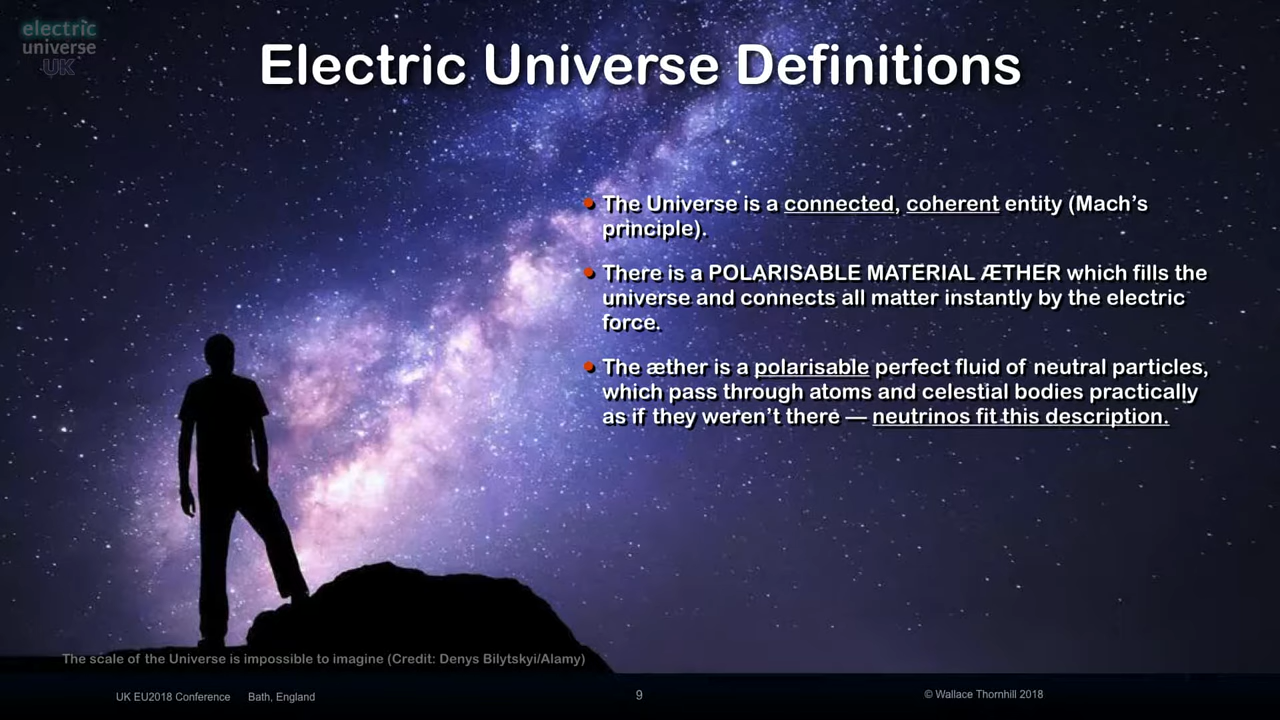 electric
universe
UK
Electric Universe Definitions
• The Universe is a connected, coherent entity (Mach’s
principle).
• There is a POLARISABLE MATERIAL ÆTHER which fills the
universe and connects all matter instantly by the electric
force.
• The æther is a polarisable perfect fluid of neutral particles,
which pass through atoms and celestial bodies practically
as if they weren’t there — neutrinos fit this description.
The scale of the Universe is impossible to imagine (Credit: Denys Bilytskyi/Alamy)
UK EU2018 Conference Bath, England
9
© Wallace Thornhill 2018